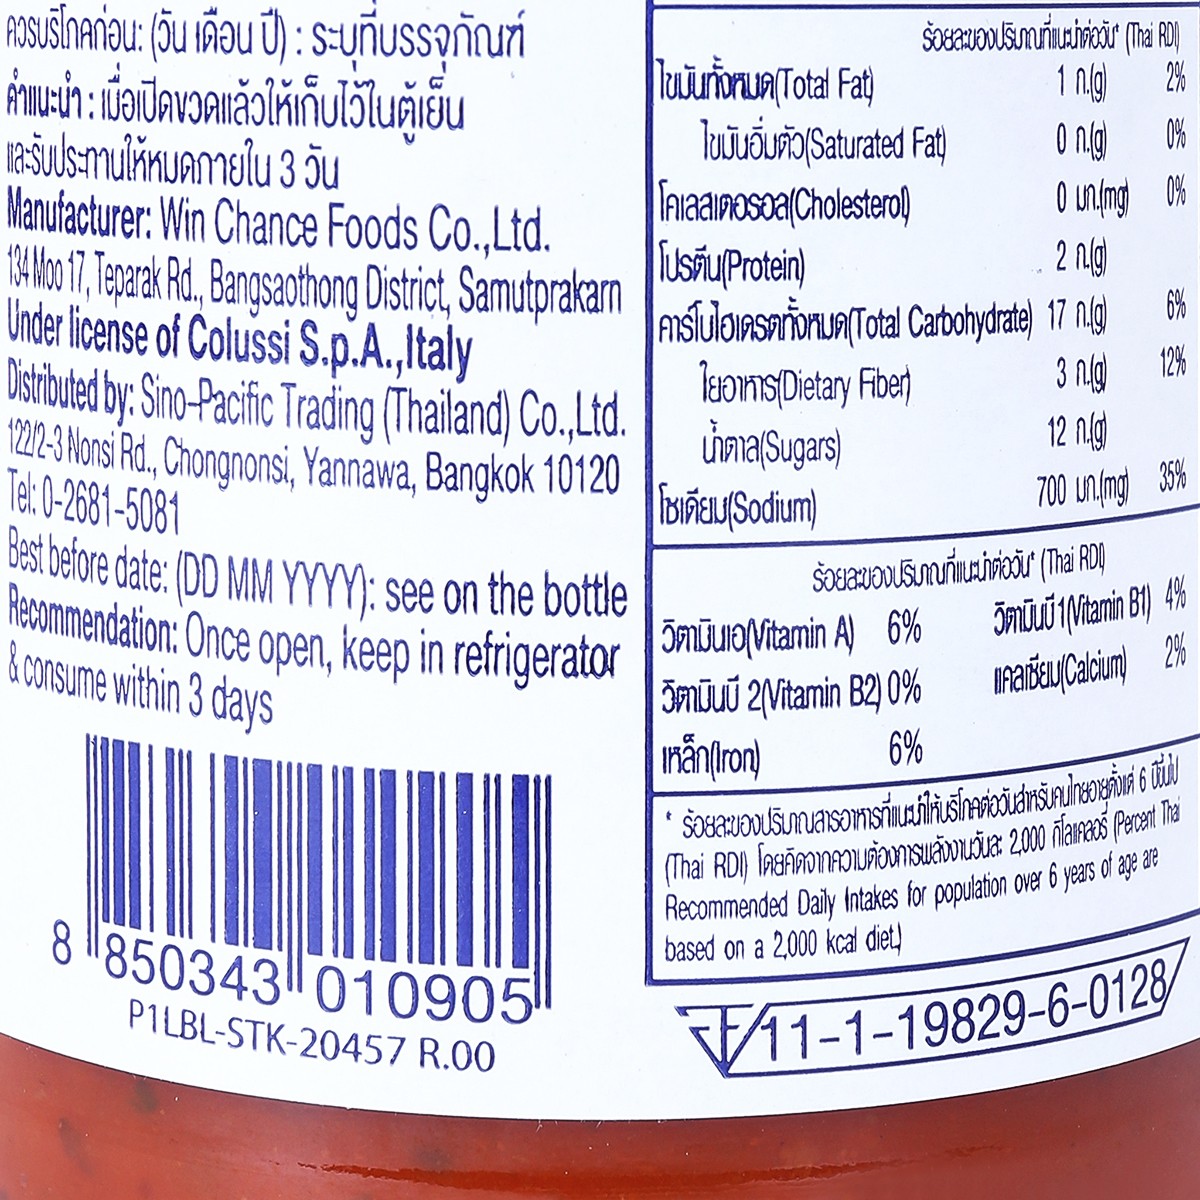 ควรบริโภคก่อน: (วัน เดือน ปี) : ระบุที่บรรจุภัณฑ์
คำแนะนำ : เมื่อเปิดขวดแล้วให้เก็บไว้ในตู้เย็น
และรับประทานให้หมดภายใน 3 วัน
Manufacturer: Win Chance Foods Co.,Ltd.
134 Moo 17, Teparak Rd., Bangsaothong District, Samutprakarn
Under license of Colussi S.p.A.,Italy
Distributed by: Sino-Pacific Trading (Thailand) Co.,Ltd.
122/2-3 Nonsi Rd., Chongnonsi, Yannawa, Bangkok 10120
Tel: 0-2681-5081
Best before date: (DD MM YYYY): see on the bottle
Recommendation: Once open, keep in refrigerator
& consume within 3 days
8 850343 010905
P1LBL-STK-20457 R.00
ร้อยละของปริมาณที่แนะนำต่อวัน* (Thai RDI)
ไขมันทั้งหมด(Total Fat) 1 ก.(g) 2%
ไขมันอิ่มตัว(Saturated Fat) 0 ก.(g) 0%
โคเลสเตอรอล(Cholesterol) 0 มก.(mg) 0%
โปรตีน(Protein) 2 ก.(g)
คาร์โบไฮเดรตทั้งหมด(Total Carbohydrate) 17 ก.(g) 6%
ใยอาหาร(Dietary Fiber) 3 ก.(g) 12%
น้ำตาล(Sugars) 12 ก.(g)
โซเดียม(Sodium) 700 มก.(mg) 35%
ร้อยละของปริมาณที่แนะนำต่อวัน* (Thai RDI)
วิตามินเอ(Vitamin A) 6% วิตามินบี 1(Vitamin B1) 4%
วิตามินบี 2(Vitamin B2) 0% แคลเซียม(Calcium) 2%
เหล็ก(Iron) 6%
* ร้อยละของปริมาณสารอาหารที่แนะนำให้บริโภคต่อวันสำหรับคนไทยอายุตั้งแต่ 6 ปีขึ้นไป
(Thai RDI) โดยคิดจากความต้องการพลังงานวันละ 2,000 กิโลแคลอรี่ (Percent Thai
Recommended Daily Intakes for population over 6 years of age are
based on a 2,000 kcal diet.)
11-1-19829-6-0128